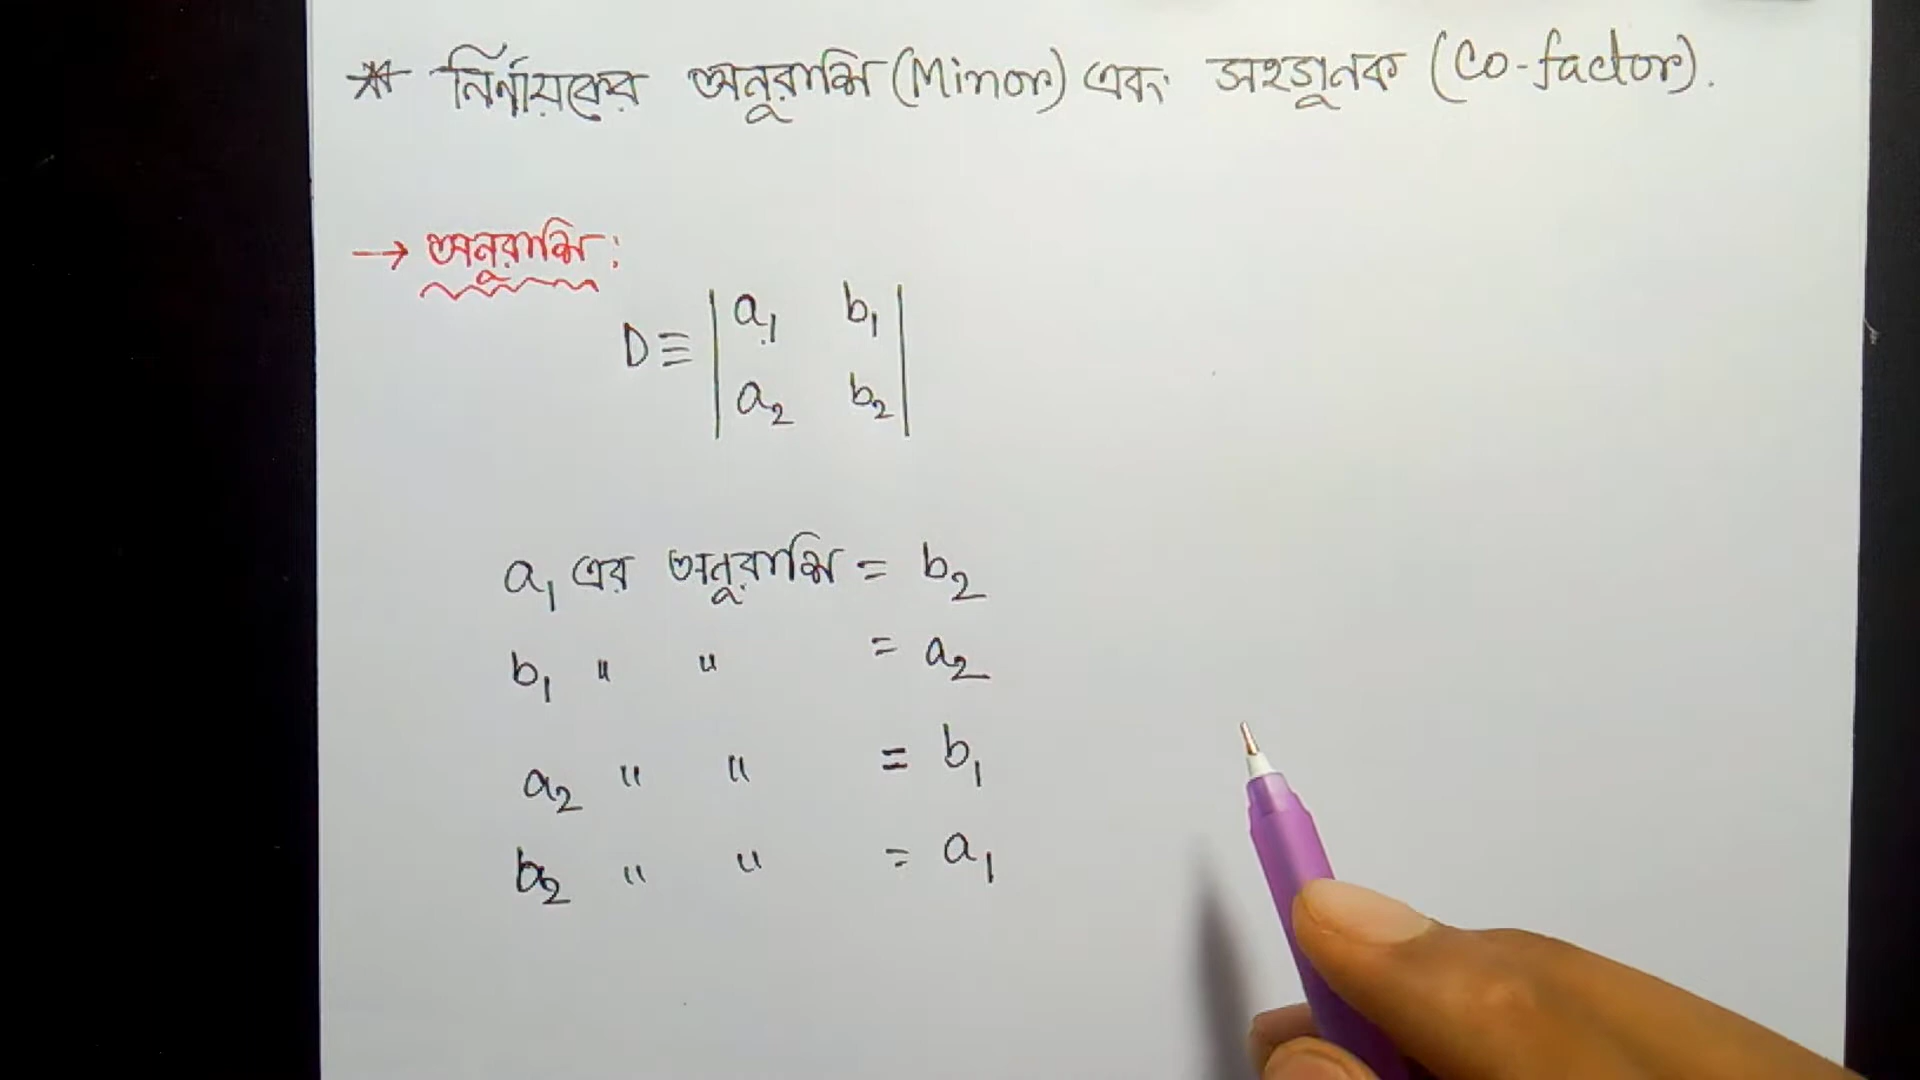 * নির্ণায়কের অনুরাশি (Minor) এবং সহগুনক (Co-factor).
→ অনুরাশি:
D ≡ | a₁ b₁ |
| a₂ b₂ |
a₁ এর অনুরাশি = b₂
b₁ " " = a₂
a₂ " " = b₁
b₂ " " = a₁